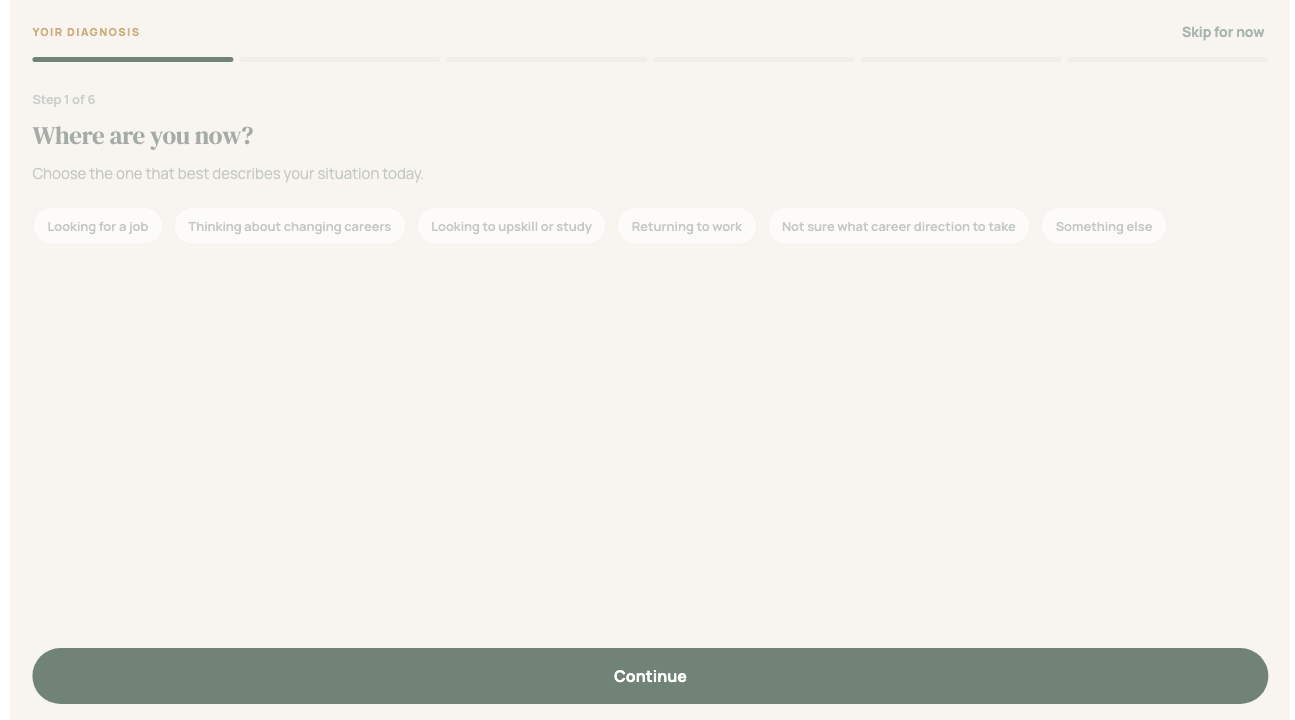 YOIR DIAGNOSIS
Skip for now
Step 1 of 6
Where are you now?
Choose the one that best describes your situation today.
Looking for a job
Thinking about changing careers
Looking to upskill or study
Returning to work
Not sure what career direction to take
Something else
Continue